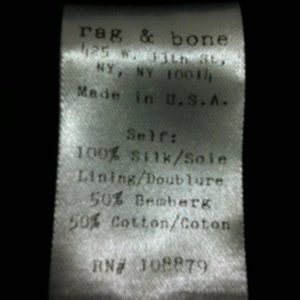 rag & bone
425 W. 13th St,
NY, NY 10014
Made in U.S.A.
Self:
100% Silk/Soie
Lining/Doublure
50% Bemberg
50% Cotton/Coton
RN# 108879